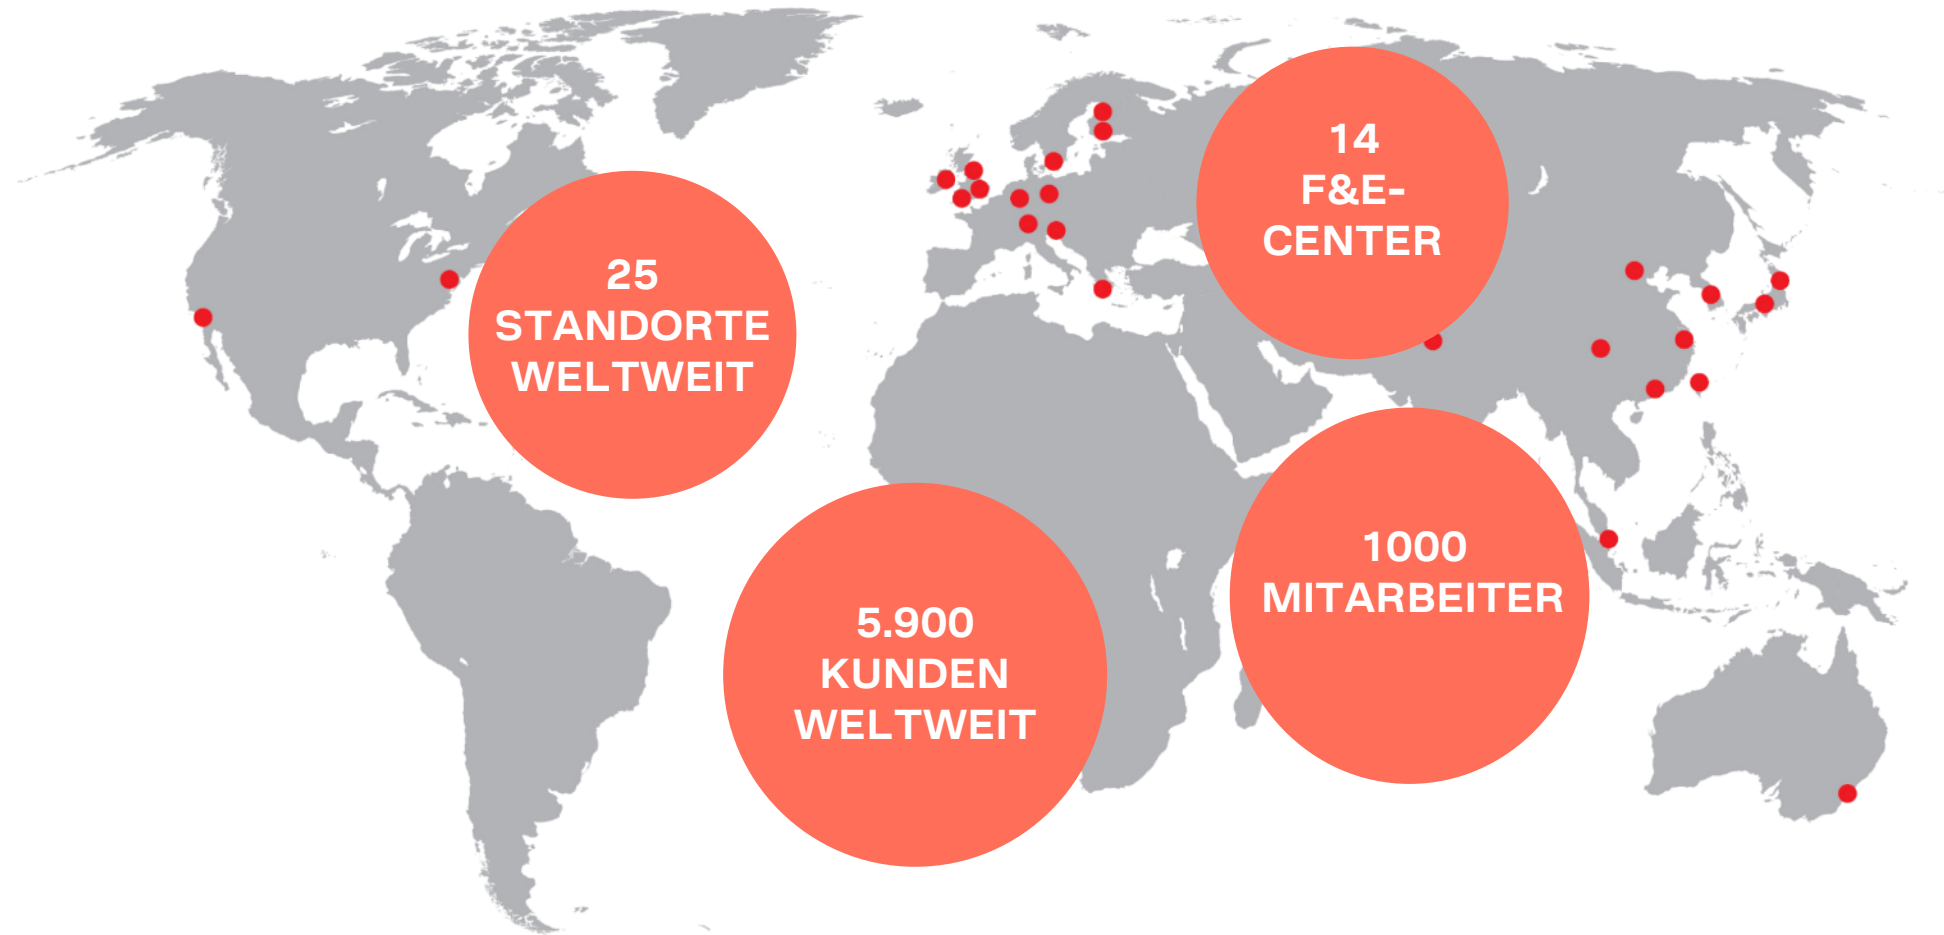 25
STANDORTE
WELTWEIT
14
F&E-
CENTER
5.900
KUNDEN
WELTWEIT
1000
MITARBEITER